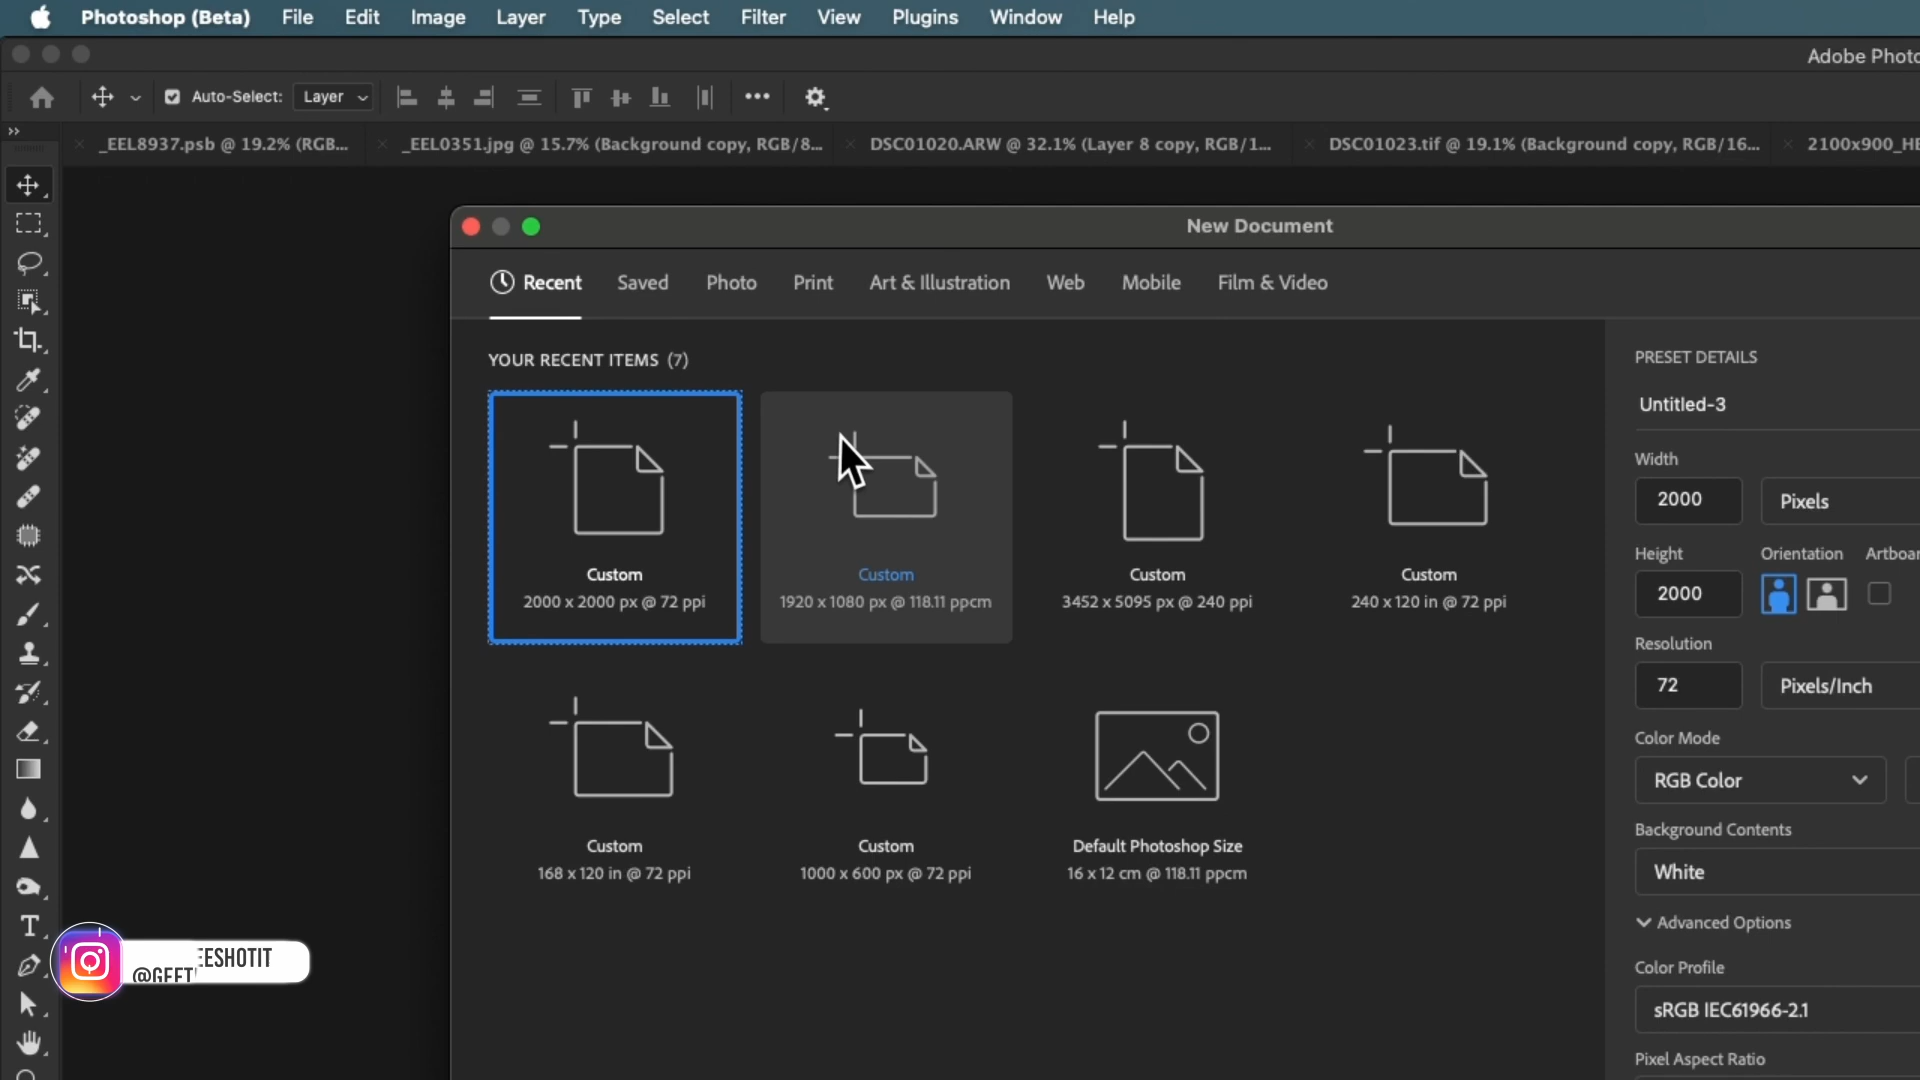 Photoshop (Beta) File Edit Image Layer Type Select Filter View Plugins Window Help
Adobe Photo
Auto-Select: Layer
_EEL8937.psb @ 19.2% (RGB... _EEL0351.jpg @ 15.7% (Background copy, RGB/8... DSC01020.ARW @ 32.1% (Layer 8 copy, RGB/1... DSC01023.tif @ 19.1% (Background copy, RGB/16... 2100x900_HE
New Document
Recent Saved Photo Print Art & Illustration Web Mobile Film & Video
YOUR RECENT ITEMS (7)
Custom
2000 x 2000 px @ 72 ppi
Custom
1920 x 1080 px @ 118.11 ppcm
Custom
3452 x 5095 px @ 240 ppi
Custom
240 x 120 in @ 72 ppi
Custom
168 x 120 in @ 72 ppi
Custom
1000 x 600 px @ 72 ppi
Default Photoshop Size
16 x 12 cm @ 118.11 ppcm
PRESET DETAILS
Untitled-3
Width
2000 Pixels
Height Orientation Artboar
2000
Resolution
72 Pixels/Inch
Color Mode
RGB Color
Background Contents
White
Advanced Options
Color Profile
sRGB IEC61966-2.1
Pixel Aspect Ratio
EESHOTIT